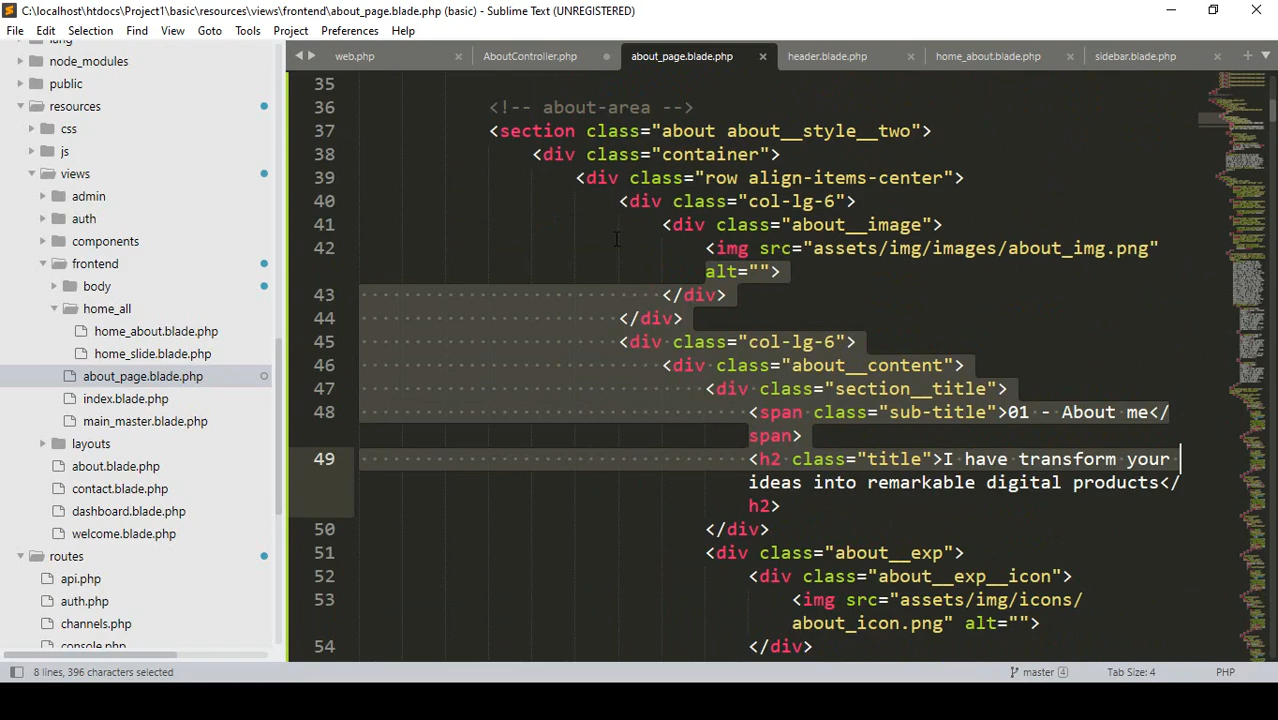 C:\localhost\htdocs\Project1\basic\resources\views\frontend\about_page.blade.php (basic) - Sublime Text (UNREGISTERED)
File Edit Selection Find View Goto Tools Project Preferences Help
web.php AboutController.php about_page.blade.php header.blade.php home_about.blade.php sidebar.blade.php
node_modules
public
resources
css
js
views
admin
auth
components
frontend
body
home_all
home_about.blade.php
home_slide.blade.php
about_page.blade.php
index.blade.php
main_master.blade.php
layouts
about.blade.php
contact.blade.php
dashboard.blade.php
welcome.blade.php
routes
api.php
auth.php
channels.php
console.php
35
36 <!-- about-area -->
37 <section class="about about__style__two">
38 <div class="container">
39 <div class="row align-items-center">
40 <div class="col-lg-6">
41 <div class="about__image">
42 <img src="assets/img/images/about_img.png"
alt="">
43 </div>
44 </div>
45 <div class="col-lg-6">
46 <div class="about__content">
47 <div class="section__title">
48 <span class="sub-title">01 - About me</
span>
49 <h2 class="title">I have transform your
ideas into remarkable digital products</
h2>
50 </div>
51 <div class="about__exp">
52 <div class="about__exp__icon">
53 <img src="assets/img/icons/
about_icon.png" alt="">
54 </div>
8 lines, 396 characters selected master 4 Tab Size: 4 PHP